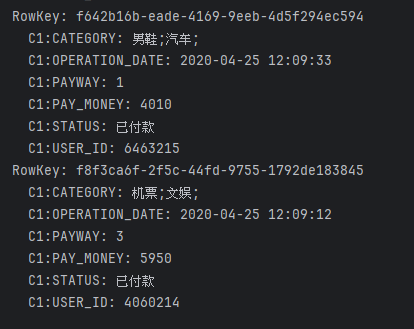 RowKey: f642b16b-eade-4169-9eeb-4d5f294ec594
C1:CATEGORY: 男鞋;汽车;
C1:OPERATION_DATE: 2020-04-25 12:09:33
C1:PAYWAY: 1
C1:PAY_MONEY: 4010
C1:STATUS: 已付款
C1:USER_ID: 6463215
RowKey: f8f3ca6f-2f5c-44fd-9755-1792de183845
C1:CATEGORY: 机票;文娱;
C1:OPERATION_DATE: 2020-04-25 12:09:12
C1:PAYWAY: 3
C1:PAY_MONEY: 5950
C1:STATUS: 已付款
C1:USER_ID: 4060214